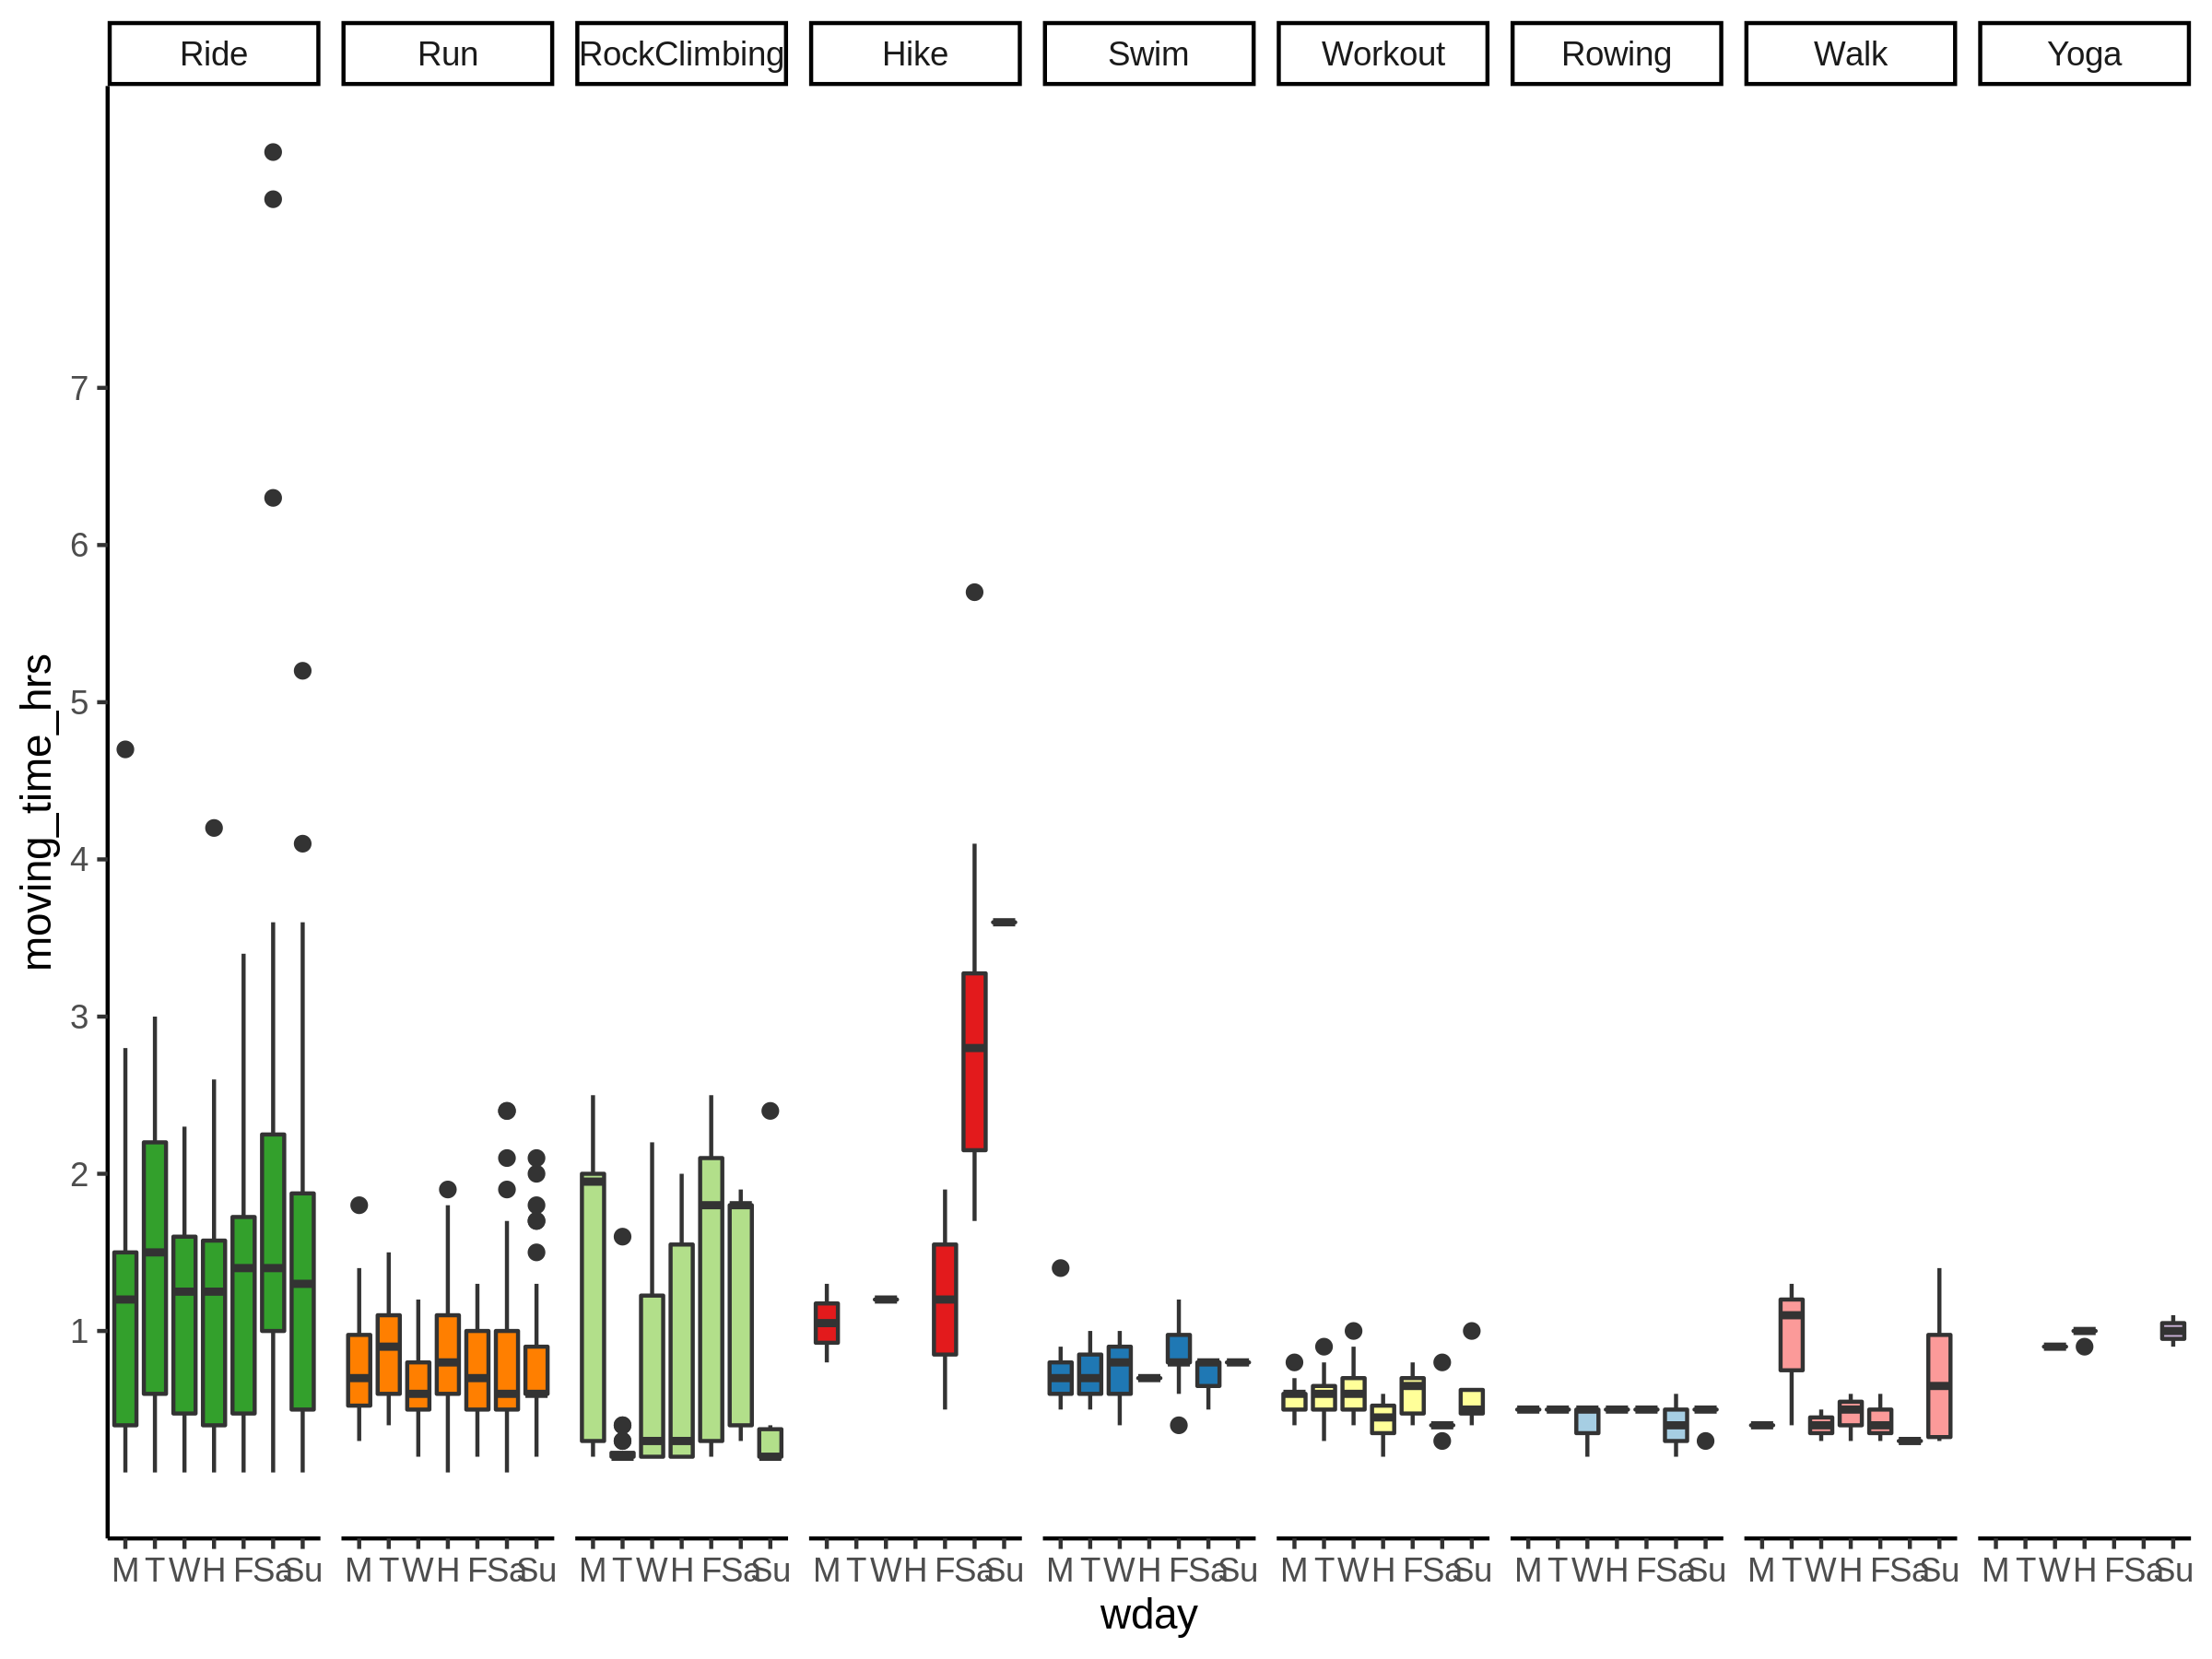 Ride Run RockClimbing Hike Swim Workout Rowing Walk Yoga
7
6
5
4
3
2
1
moving_time_hrs
M T W H F Sa Su M T W H F Sa Su M T W H F Sa Su M T W H F Sa Su M T W H F Sa Su M T W H F Sa Su M T W H F Sa Su M T W H F Sa Su M T W H F Sa Su
wday